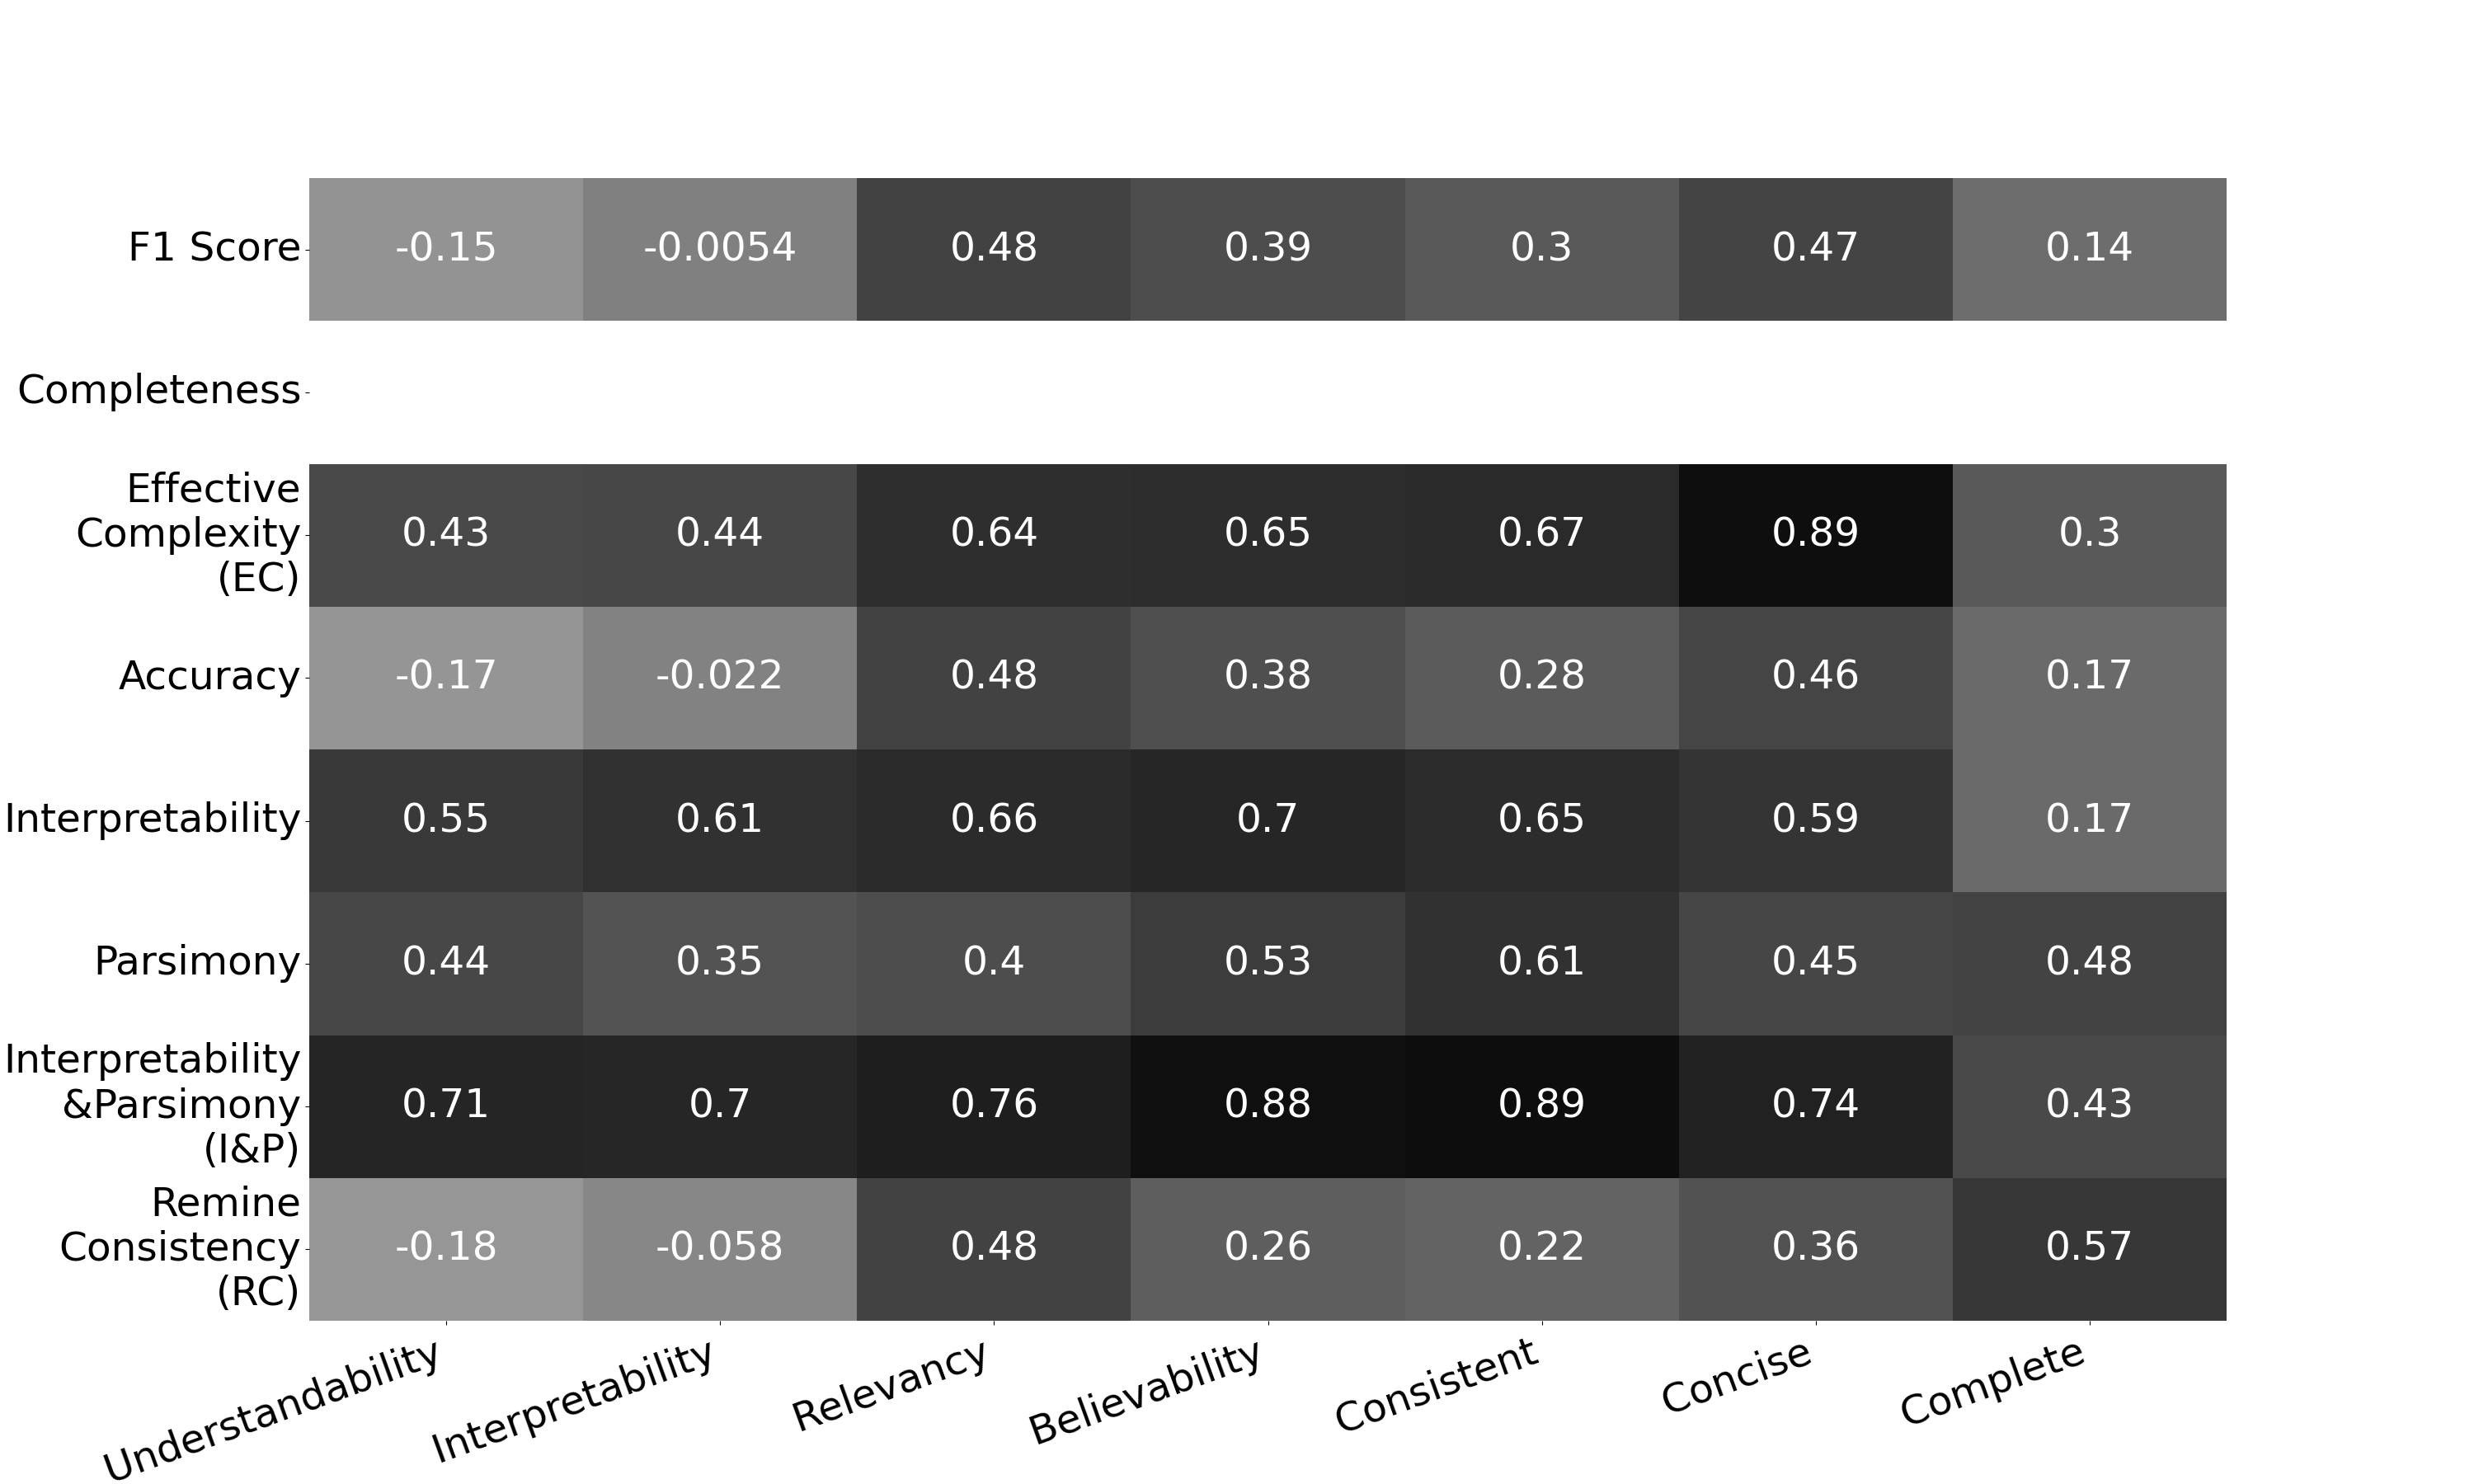 F1 Score -0.15 -0.0054 0.48 0.39 0.3 0.47 0.14
Completeness
Effective
Complexity
(EC)
0.43 0.44 0.64 0.65 0.67 0.89 0.3
Accuracy -0.17 -0.022 0.48 0.38 0.28 0.46 0.17
Interpretability 0.55 0.61 0.66 0.7 0.65 0.59 0.17
Parsimony 0.44 0.35 0.4 0.53 0.61 0.45 0.48
Interpretability
&Parsimony
(I&P)
0.71 0.7 0.76 0.88 0.89 0.74 0.43
Remine
Consistency
(RC)
-0.18 -0.058 0.48 0.26 0.22 0.36 0.57
Understandability
Interpretability
Relevancy
Believability
Consistent
Concise
Complete